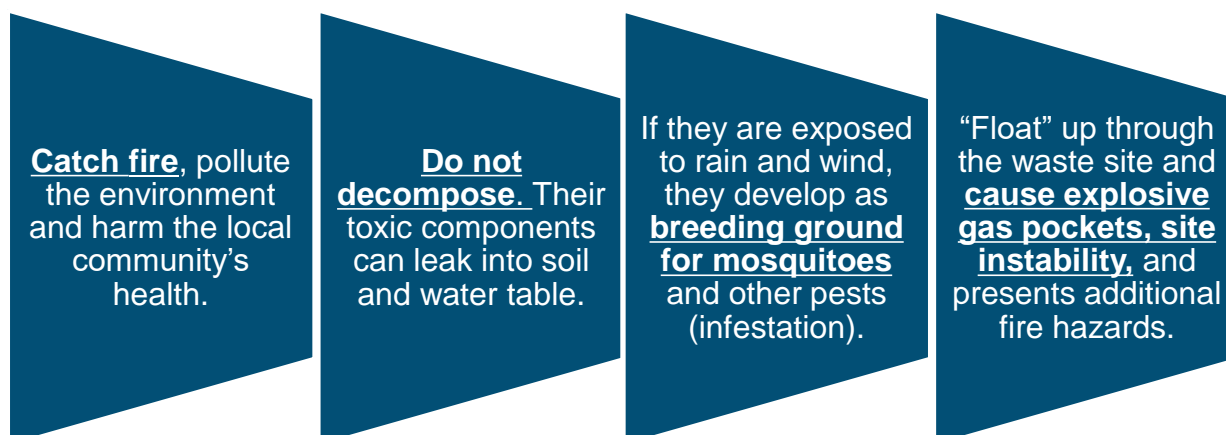 Catch fire, pollute
the environment
and harm the local
community’s
health.
Do not
decompose. Their
toxic components
can leak into soil
and water table.
If they are exposed
to rain and wind,
they develop as
breeding ground
for mosquitoes
and other pests
(infestation).
“Float” up through
the waste site and
cause explosive
gas pockets, site
instability, and
presents additional
fire hazards.